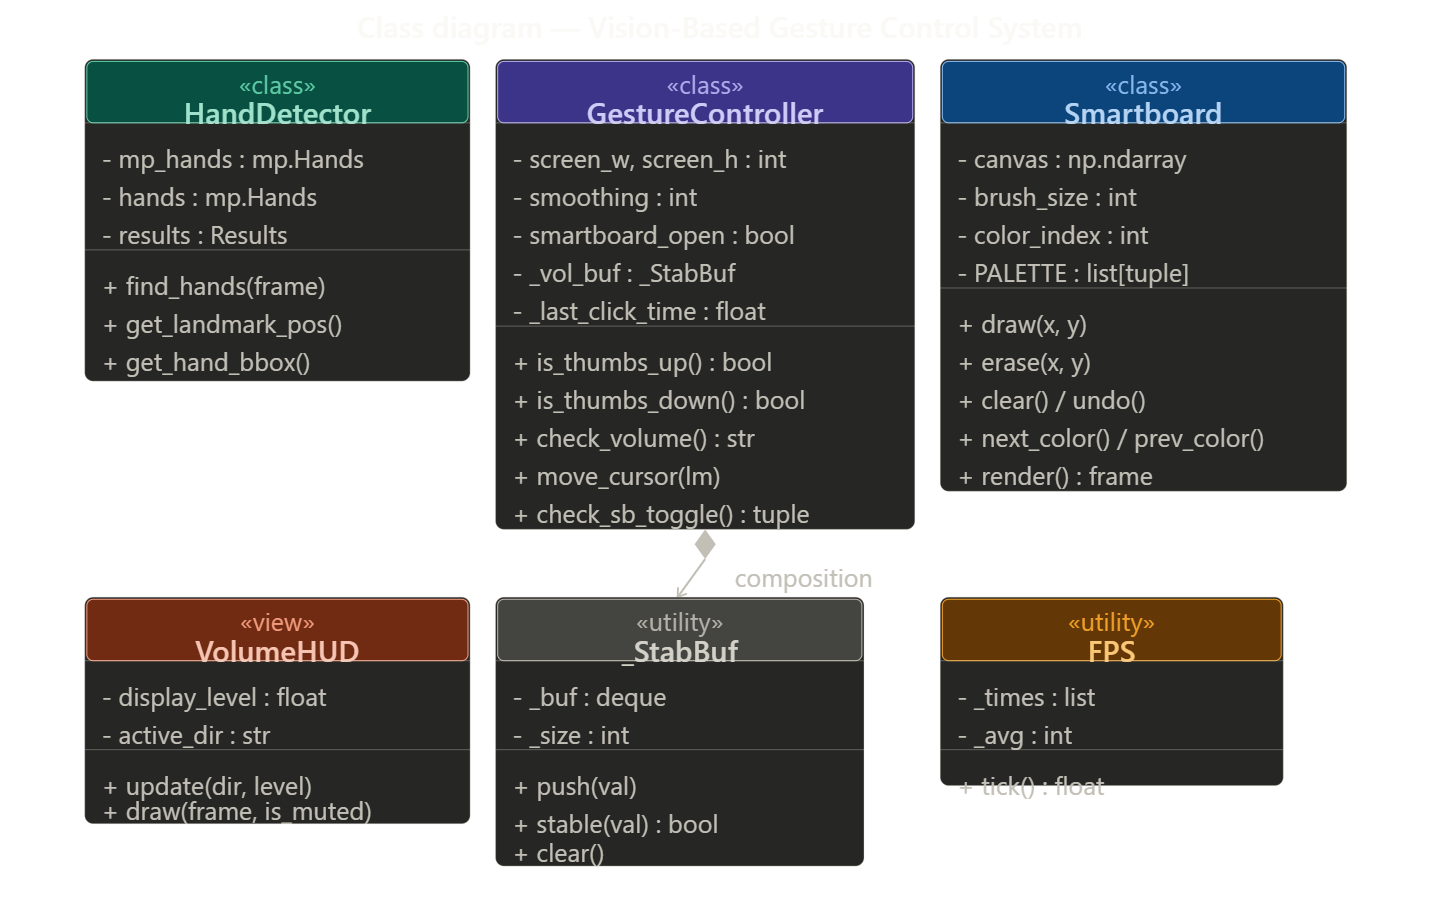 Class diagram — Vision-Based Gesture Control System
«class»
HandDetector
- mp_hands : mp.Hands
- hands : mp.Hands
- results : Results
+ find_hands(frame)
+ get_landmark_pos()
+ get_hand_bbox()
«class»
GestureController
- screen_w, screen_h : int
- smoothing : int
- smartboard_open : bool
- _vol_buf : _StabBuf
- _last_click_time : float
+ is_thumbs_up() : bool
+ is_thumbs_down() : bool
+ check_volume() : str
+ move_cursor(lm)
+ check_sb_toggle() : tuple
«class»
Smartboard
- canvas : np.ndarray
- brush_size : int
- color_index : int
- PALETTE : list[tuple]
+ draw(x, y)
+ erase(x, y)
+ clear() / undo()
+ next_color() / prev_color()
+ render() : frame
composition
«view»
VolumeHUD
- display_level : float
- active_dir : str
+ update(dir, level)
+ draw(frame, is_muted)
«utility»
_StabBuf
- _buf : deque
- _size : int
+ push(val)
+ stable(val) : bool
+ clear()
«utility»
FPS
- _times : list
- _avg : int
+ tick() : float